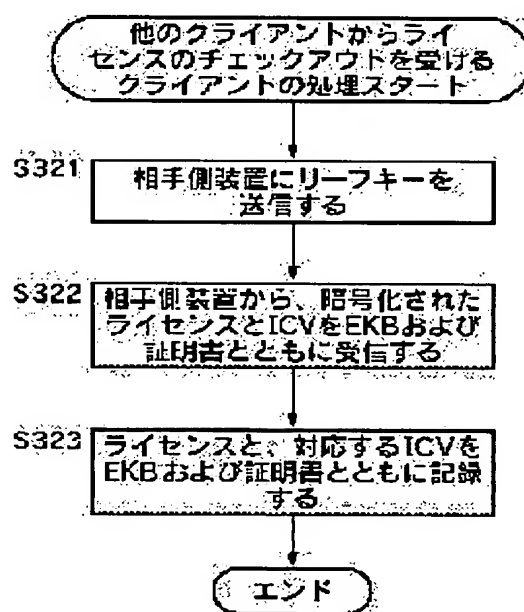 他のクライアントからライ
センスのチェックアウトを受ける
クライアントの処理スタート
S321
相手側装置にリーフキーを
送信する
S322
相手側装置から、暗号化された
ライセンスとICVをEKBおよび
証明書とともに受信する
S323
ライセンスと、対応するICVを
EKBおよび証明書とともに記録
する
エンド